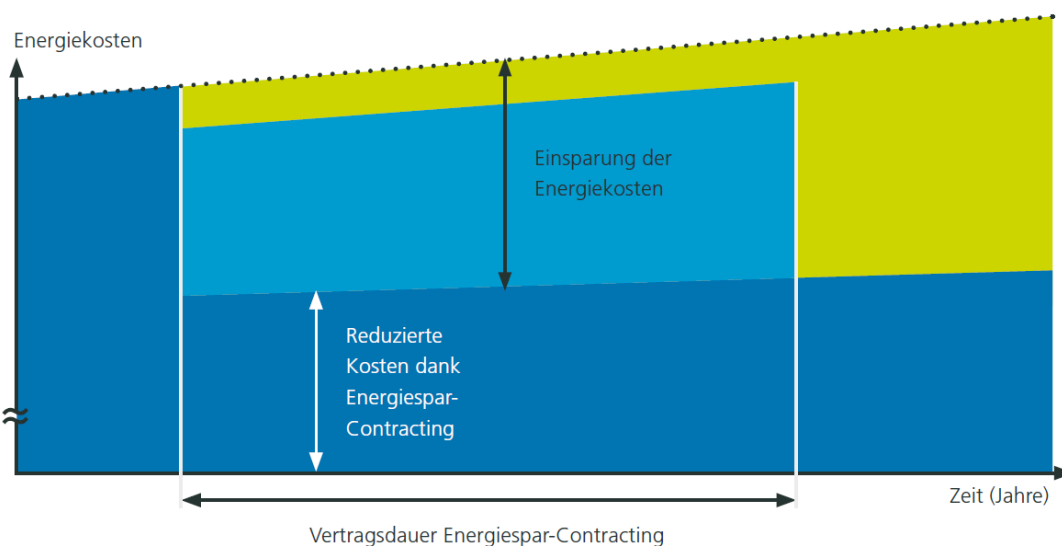 Energiekosten
Einsparung der
Energiekosten
Reduzierte
Kosten dank
Energiespar-
Contracting
Zeit (Jahre)
Vertragsdauer Energiespar-Contracting